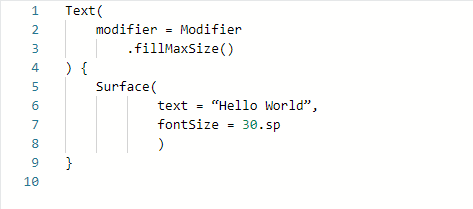 1 Text(
2     modifier = Modifier
3         .fillMaxSize()
4 ) {
5     Surface(
6             text = “Hello World”,
7             fontSize = 30.sp
8             )
9 }
10